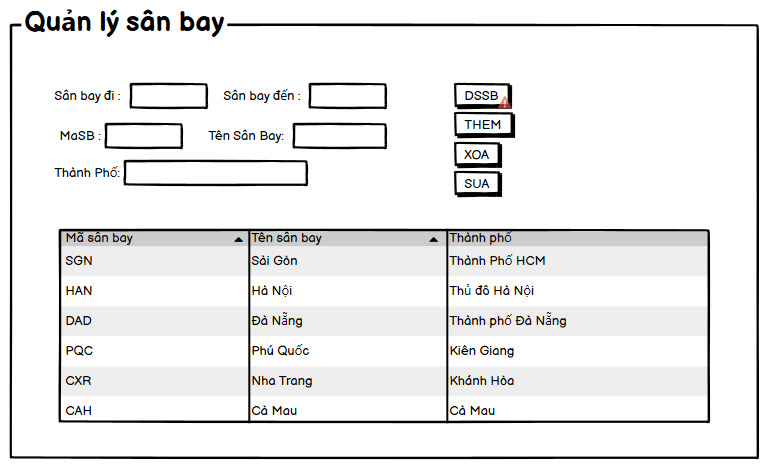 Quản lý sân bay
Sân bay đi : Sân bay đến : DSSB
THEM
MaSB : Tên Sân Bay:
XOA
Thành Phố:
SUA
Mã sân bay Tên sân bay Thành phố
SGN Sài Gòn Thành Phố HCM
HAN Hà Nội Thủ đô Hà Nội
DAD Đà Nẵng Thành phố Đà Nẵng
PQC Phú Quốc Kiên Giang
CXR Nha Trang Khánh Hòa
CAH Cà Mau Cà Mau